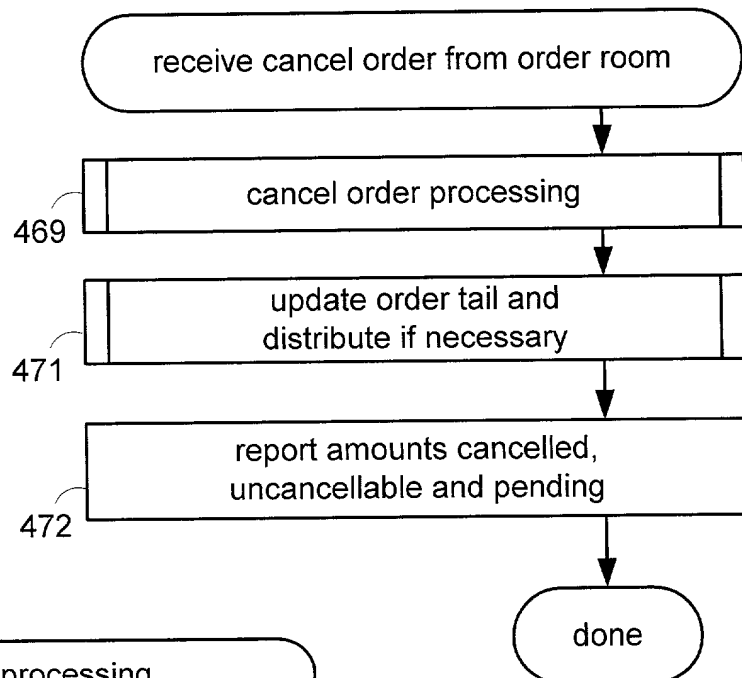 receive cancel order from order room
cancel order processing
469
update order tail and
distribute if necessary
471
report amounts cancelled,
uncancellable and pending
472
done
processing